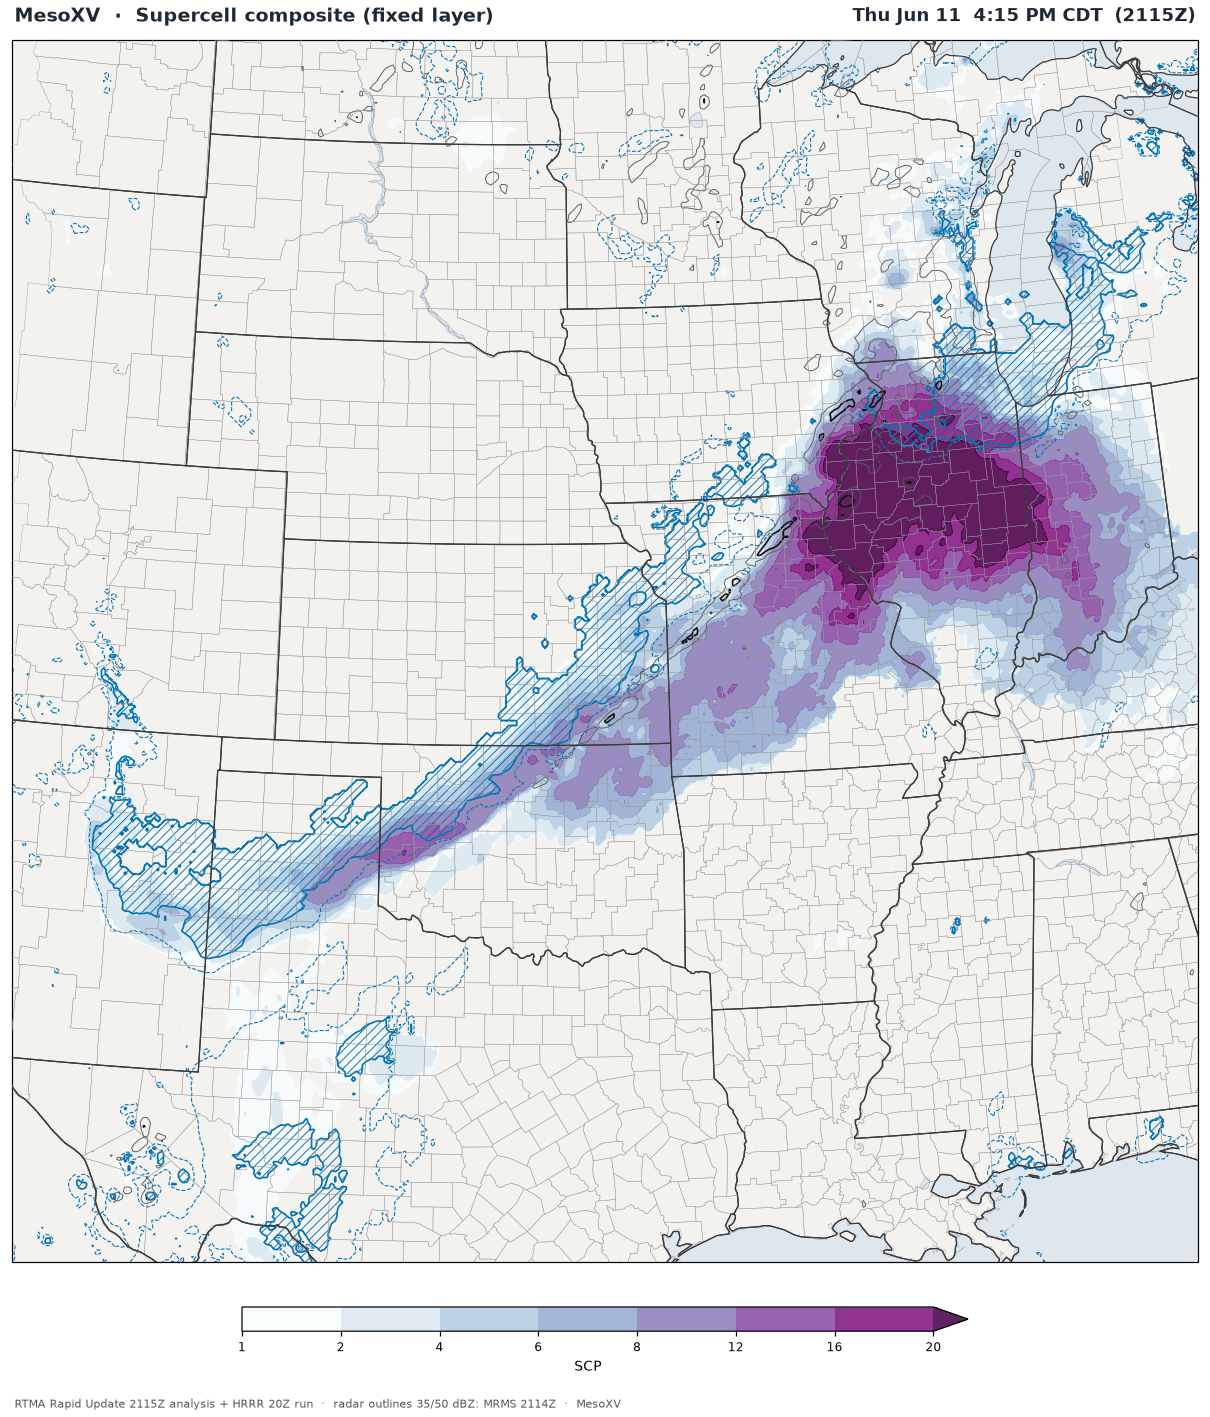 MesoXV · Supercell composite (fixed layer)
Thu Jun 11 4:15 PM CDT (2115Z)
1 2 4 6 8 12 16 20
SCP
RTMA Rapid Update 2115Z analysis + HRRR 20Z run · radar outlines 35/50 dBZ: MRMS 2114Z · MesoXV